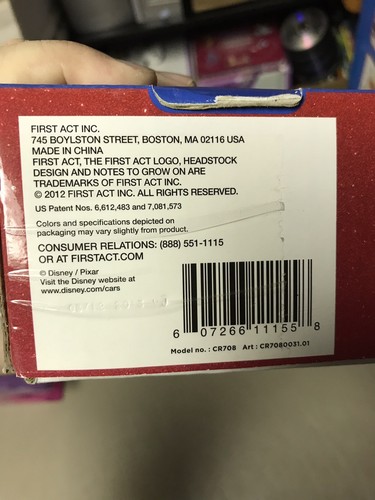 FIRST ACT INC.
745 BOYLSTON STREET, BOSTON, MA 02116 USA
MADE IN CHINA
FIRST ACT, THE FIRST ACT LOGO, HEADSTOCK
DESIGN AND NOTES TO GROW ON ARE
TRADEMARKS OF FIRST ACT INC.
© 2012 FIRST ACT INC. ALL RIGHTS RESERVED.
US Patent Nos. 6,612,483 and 7,081,573
Colors and specifications depicted on
packaging may vary slightly from product.
CONSUMER RELATIONS: (888) 551-1115
OR AT FIRSTACT.COM
© Disney / Pixar
Visit the Disney website at
www.disney.com/cars
6 07266 11155 8
Model no. : CR708 Art : CR7080031.01